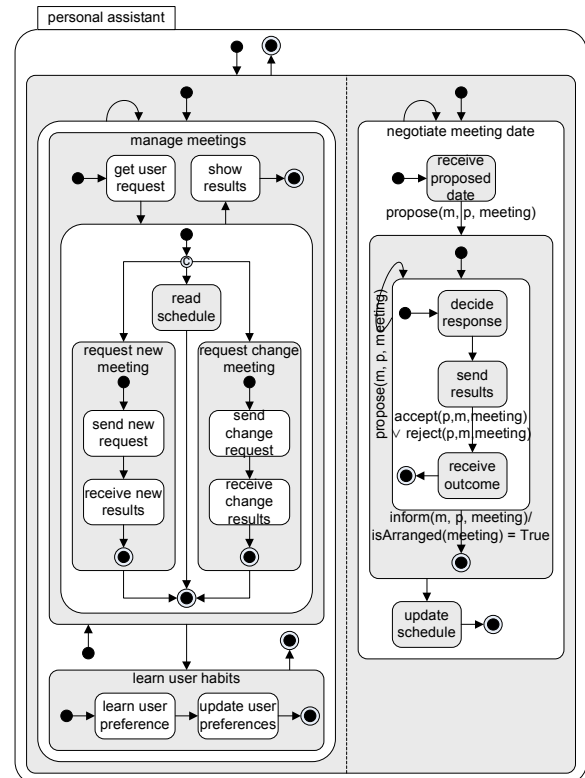 personal assistant
manage meetings
get user
request
show
results
C
read
schedule
request new
meeting
send new
request
receive new
results
request change
meeting
send
change
request
receive
change
results
learn user habits
learn user
preference
update user
preferences
negotiate meeting date
receive
proposed
date
propose(m, p, meeting)
propose(m, p, meeting)
decide
response
send
results
accept(p,m,meeting)
∨ reject(p,m,meeting)
receive
outcome
inform(m, p, meeting)/
isArranged(meeting) = True
update
schedule